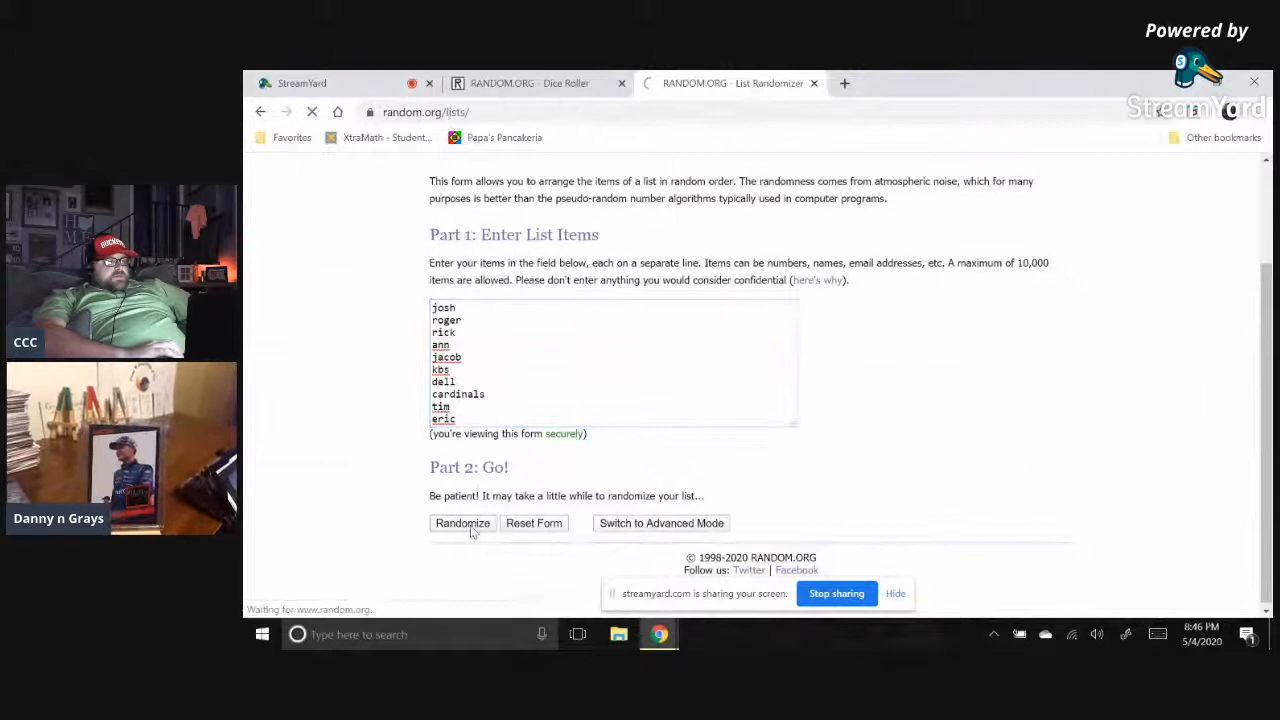 Powered by
StreamYard
StreamYard
RANDOM.ORG - Dice Roller
RANDOM.ORG - List Randomizer
random.org/lists/
Favorites
XtraMath - Student...
Papa's Pancakeria
Other bookmarks
This form allows you to arrange the items of a list in random order. The randomness comes from atmospheric noise, which for many
purposes is better than the pseudo-random number algorithms typically used in computer programs.
Part 1: Enter List Items
Enter your items in the field below, each on a separate line. Items can be numbers, names, email addresses, etc. A maximum of 10,000
items are allowed. Please don't enter anything you would consider confidential (here's why).
josh
roger
rick
ann
jacob
kbs
dell
cardinals
tim
eric
(you're viewing this form securely)
Part 2: Go!
Be patient! It may take a little while to randomize your list...
Randomize
Reset Form
Switch to Advanced Mode
© 1998-2020 RANDOM.ORG
Follow us: Twitter | Facebook
streamyard.com is sharing your screen.
Stop sharing
Hide
Waiting for www.random.org...
Type here to search
8:46 PM
5/4/2020
1
CCC
Danny n Grays